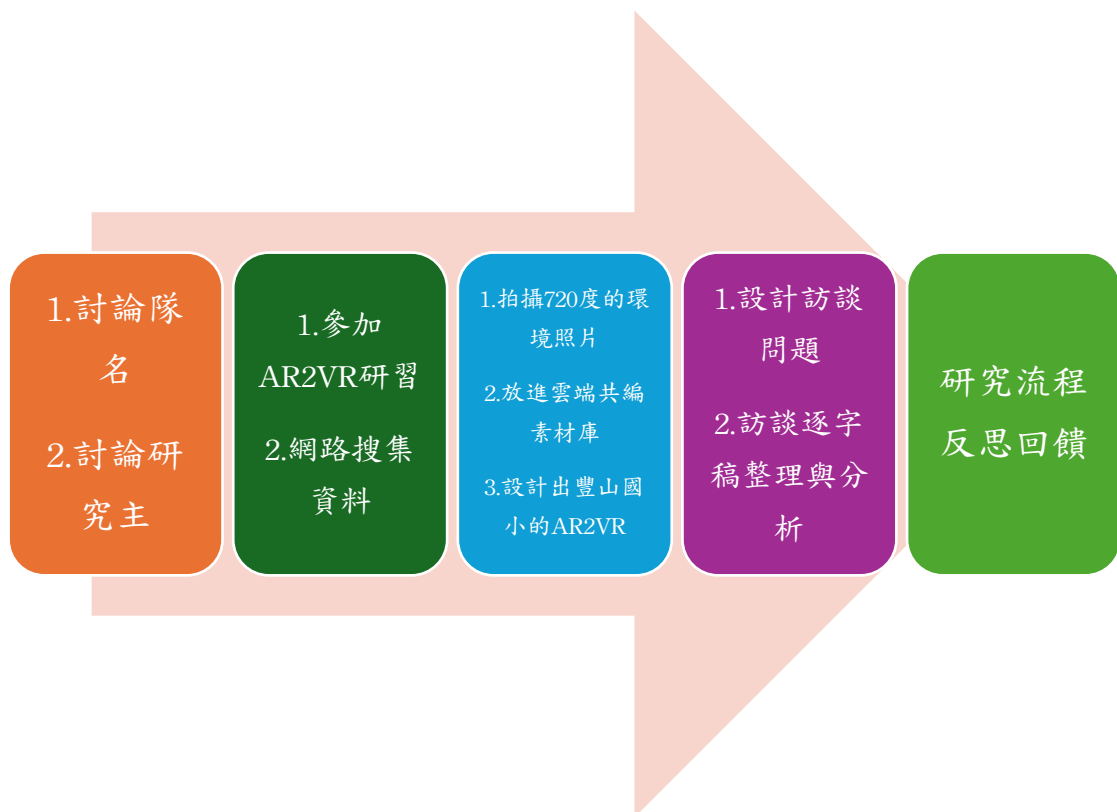 1.討論隊
名
2.討論研
究主
1.參加
AR2VR研習
2.網路搜集
資料
1.拍攝720度的環
境照片
2.放進雲端共編
素材庫
3.設計出豐山國
小的AR2VR
1.設計訪談
問題
2.訪談逐字
稿整理與分
析
研究流程
反思回饋